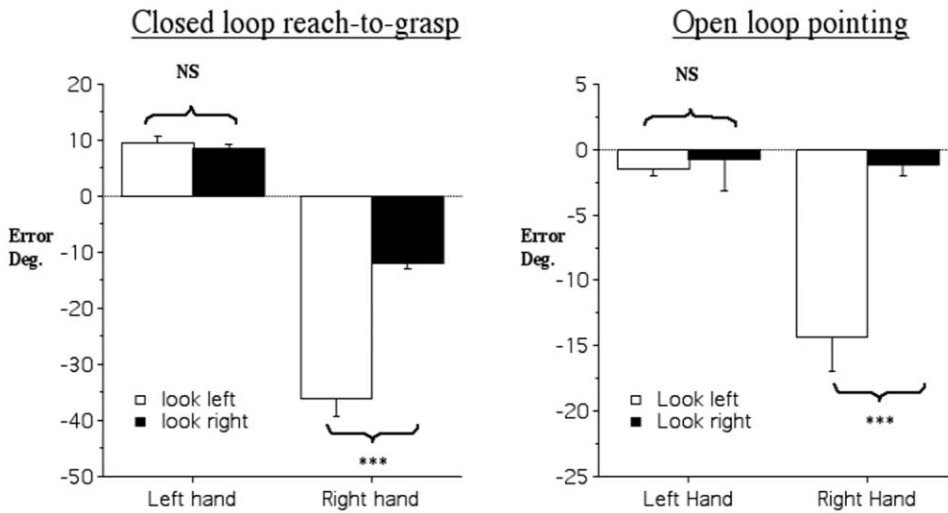 Closed loop reach-to-grasp
NS
20
10
0
-10
-20
-30
-40
-50
Error
Deg.
look left
look right
***
Left hand
Right hand
Open loop pointing
NS
5
0
-5
-10
-15
-20
-25
Error
Deg.
Look left
Look right
***
Left Hand
Right Hand